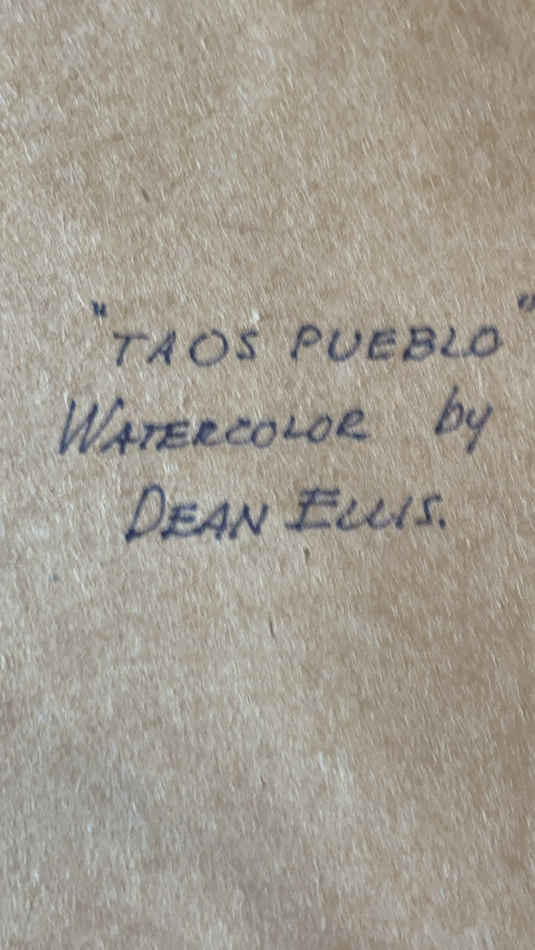 "TAOS PUEBLO"
WATERCOLOR by
DEAN ELLIS.